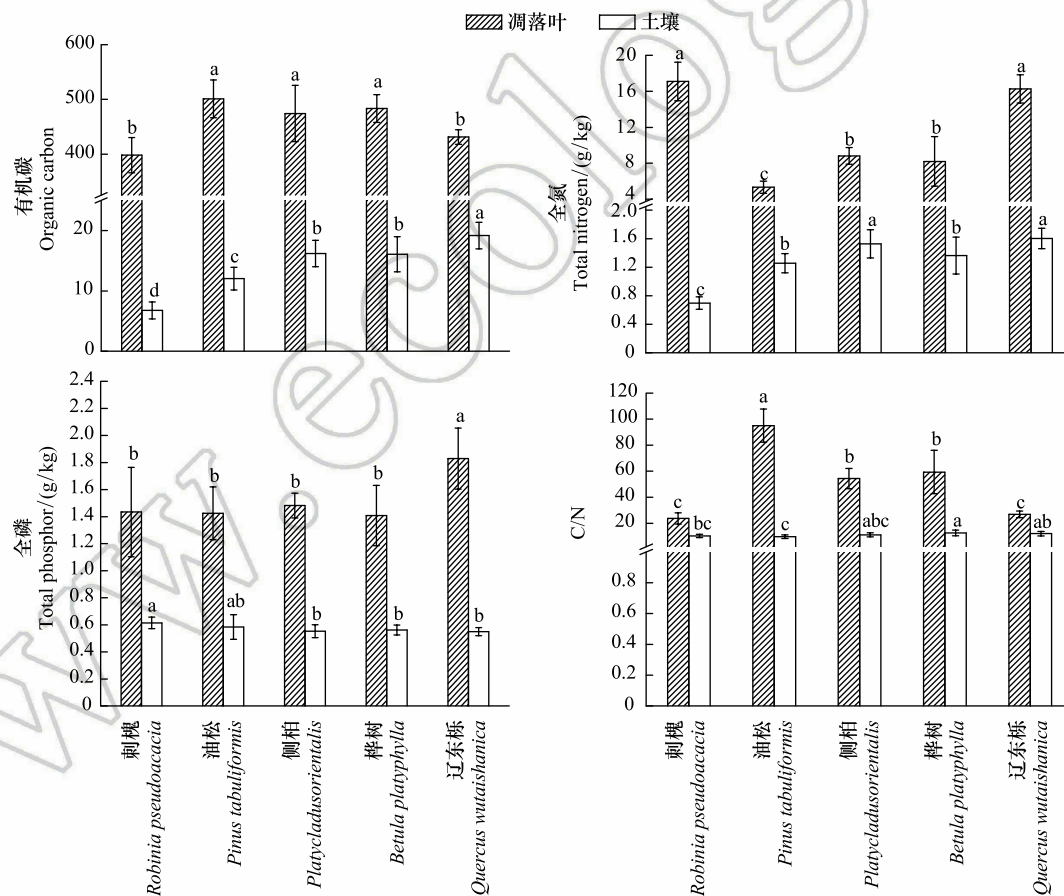 凋落叶 土壤
有机碳
Organic carbon
600
500
400
20
10
0
b a a a b
d c b b a
全氮
Total nitrogen/(g/kg)
20
16
12
8
4
2.0
1.6
1.2
0.8
0.4
0
a c b b a
c b a b a
全磷
Total phosphor/(g/kg)
2.4
2.2
2.0
1.8
1.6
1.4
1.2
1.0
0.8
0.6
0.4
0.2
0
b b b b a
a ab b b b
C/N
120
100
80
60
40
20
0.8
0.6
0.4
0.2
0
c a b b c
bc c abc a ab
刺槐
Robinia pseudoacacia
油松
Pinus tabuliformis
侧柏
Platycladusorientalis
桦树
Betula platyphylla
辽东栎
Quercus wutaishanica
刺槐
Robinia pseudoacacia
油松
Pinus tabuliformis
侧柏
Platycladusorientalis
桦树
Betula platyphylla
辽东栎
Quercus wutaishanica
www.ecolog